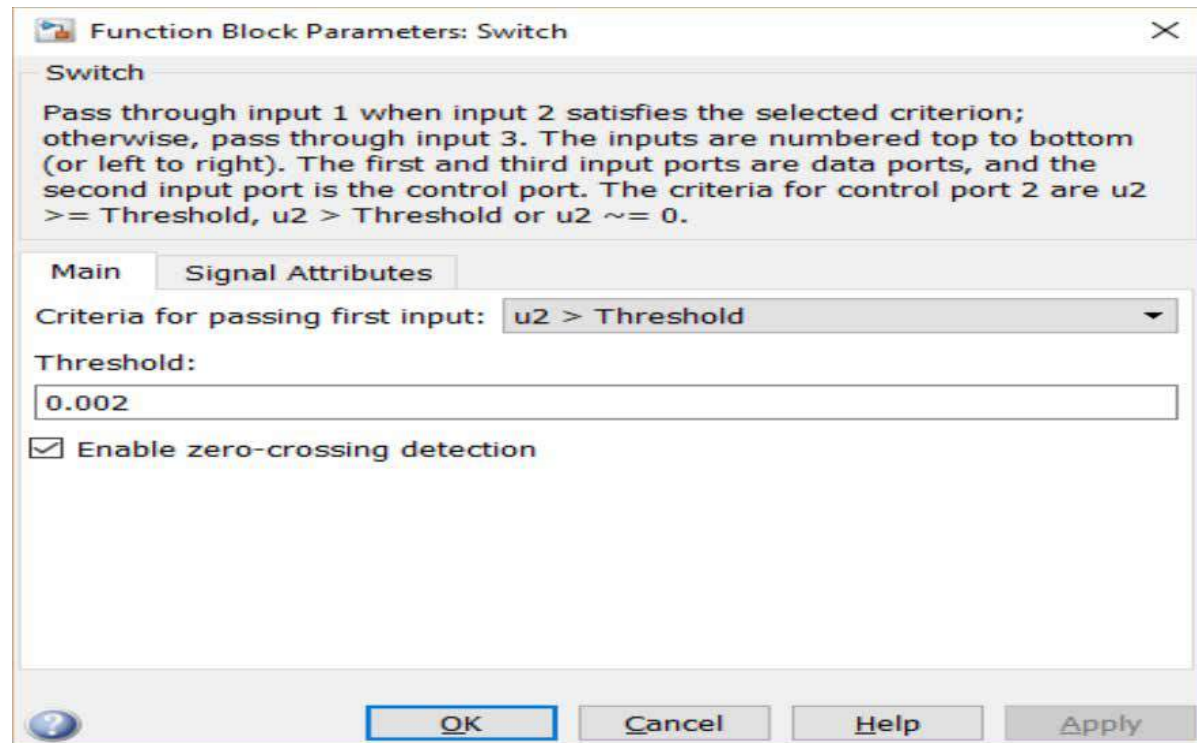 Function Block Parameters: Switch
Switch
Pass through input 1 when input 2 satisfies the selected criterion;
otherwise, pass through input 3. The inputs are numbered top to bottom
(or left to right). The first and third input ports are data ports, and the
second input port is the control port. The criteria for control port 2 are u2
>= Threshold, u2 > Threshold or u2 ~= 0.
Main Signal Attributes
Criteria for passing first input: u2 > Threshold
Threshold:
0.002
Enable zero-crossing detection
? OK Cancel Help Apply